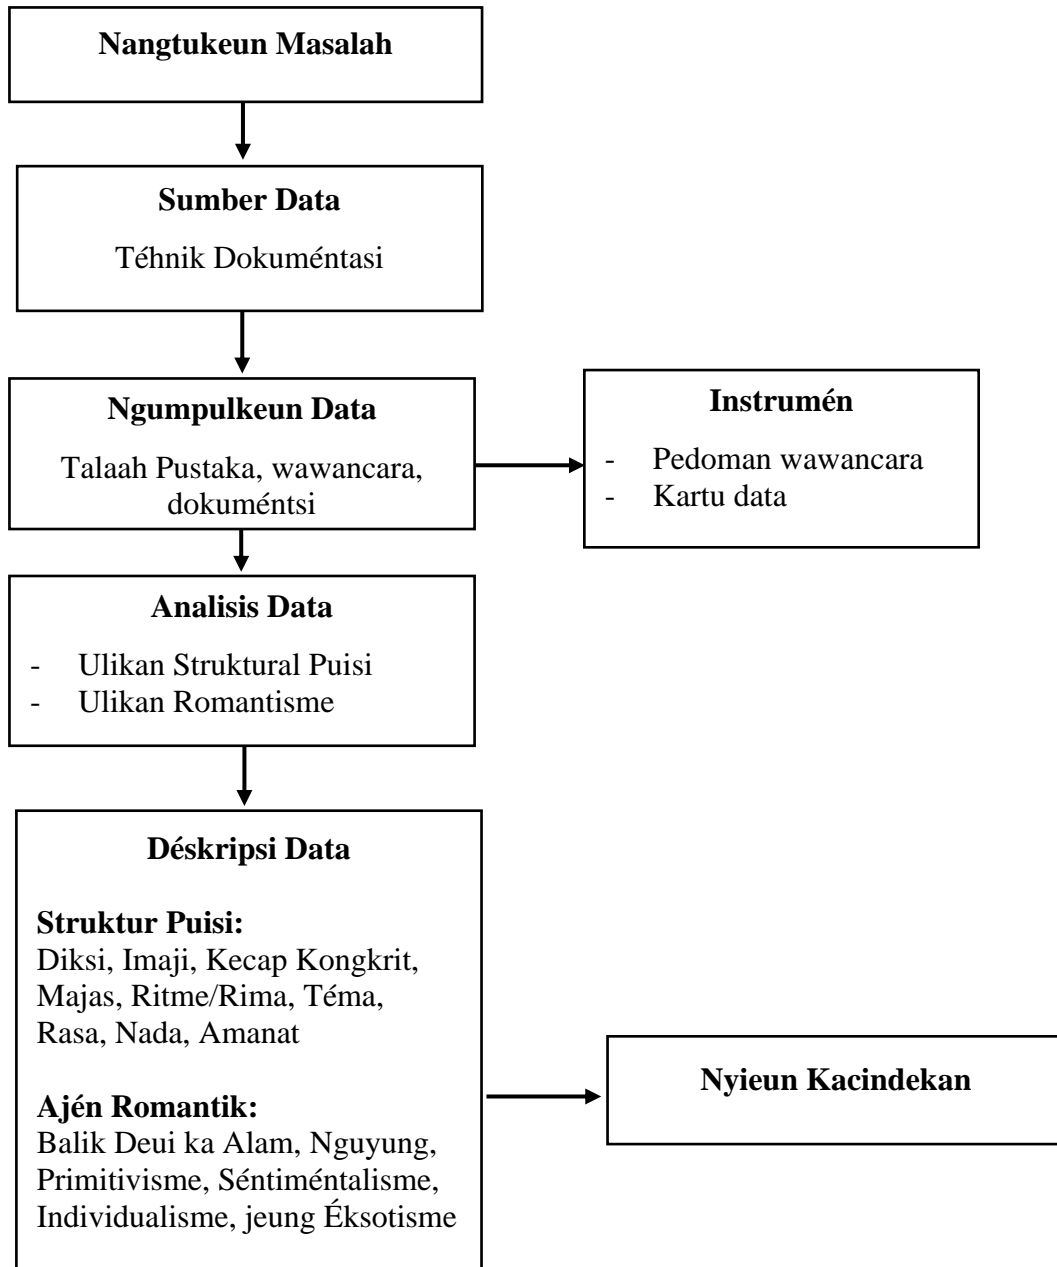 Nangtukeun Masalah
Sumber Data
Téhnik Dokuméntasi
Ngumpulkeun Data
Talaah Pustaka, wawancara,
dokuméntsi
Instrumén
- Pedoman wawancara
- Kartu data
Analisis Data
- Ulikan Struktural Puisi
- Ulikan Romantisme
Déskripsi Data
Struktur Puisi:
Diksi, Imaji, Kecap Kongkrit,
Majas, Ritme/Rima, Téma,
Rasa, Nada, Amanat
Ajén Romantik:
Balik Deui ka Alam, Nguyung,
Primitivisme, Séntiméntalisme,
Individualisme, jeung Éksotisme
Nyieun Kacindekan